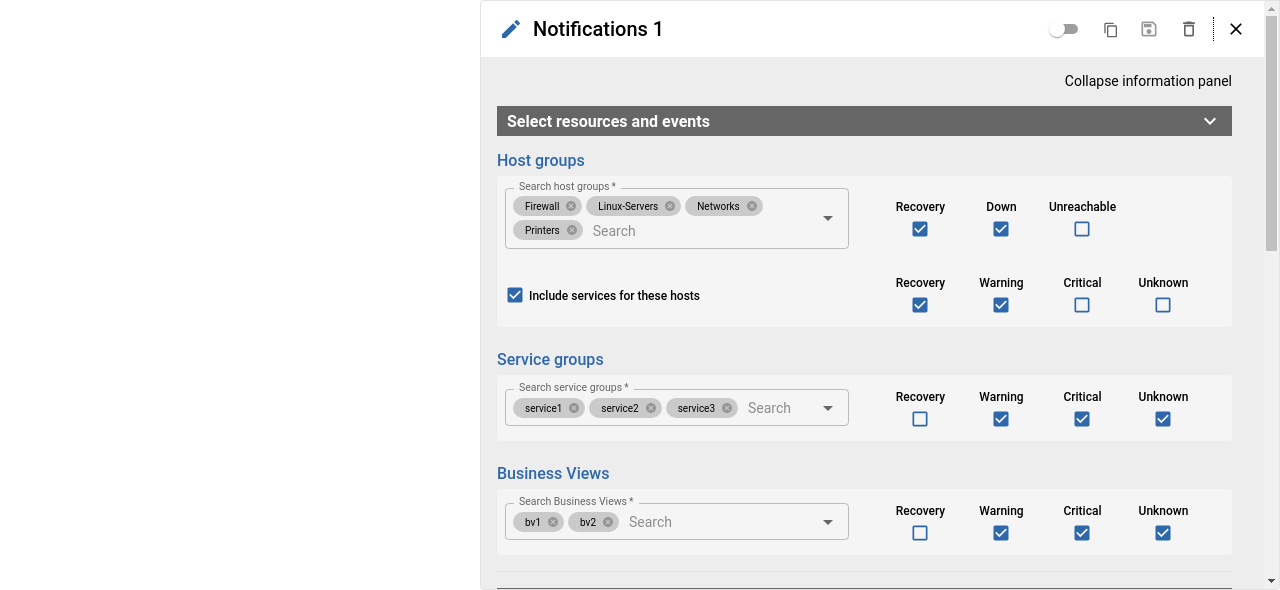 Notifications 1
Collapse information panel
Select resources and events
Host groups
Search host groups *
Firewall Linux-Servers Networks
Printers Search
Recovery Down Unreachable
Include services for these hosts
Recovery Warning Critical Unknown
Service groups
Search service groups *
service1 service2 service3 Search
Recovery Warning Critical Unknown
Business Views
Search Business Views *
bv1 bv2 Search
Recovery Warning Critical Unknown